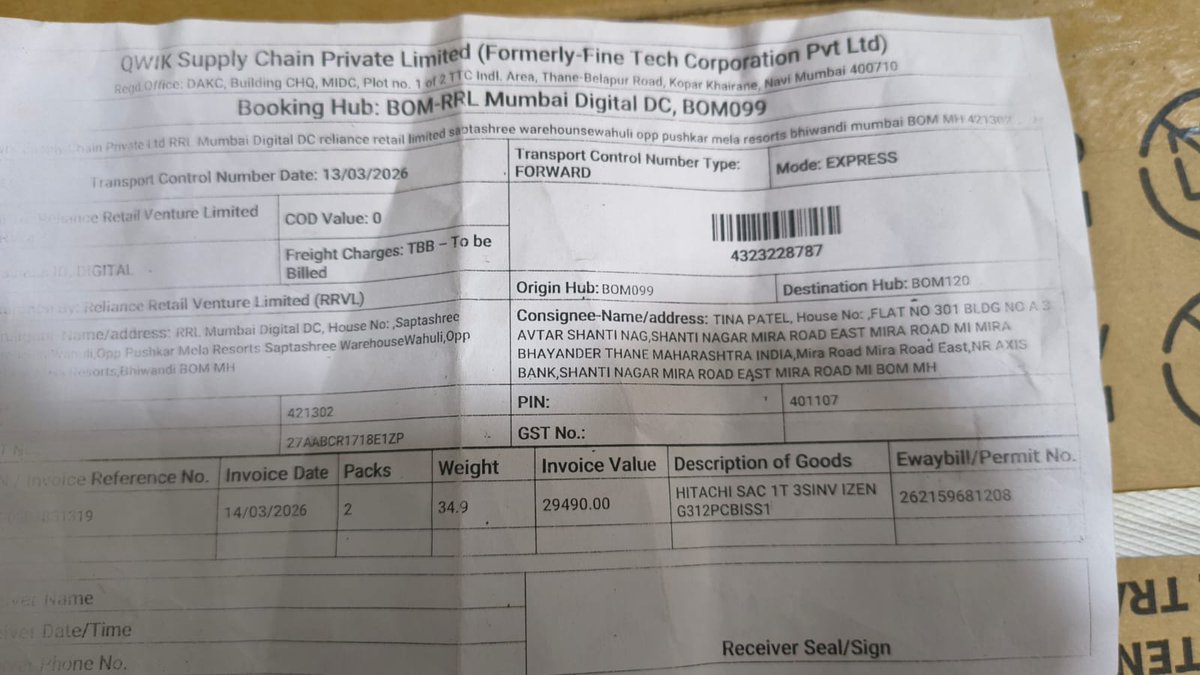 QWIK Supply Chain Private Limited (Formerly-Fine Tech Corporation Pvt Ltd)
Regd.Office: DAKC, Building CHQ, MIDC, Plot no. 1 of 2 TTC Indl. Area, Thane-Belapur Road, Kopar Khairane, Navi Mumbai 400710
Booking Hub: BOM-RRL Mumbai Digital DC, BOM099
Chain Private Ltd RRL Mumbai Digital DC reliance retail limited saptashree warehounsewahuli opp pushkar mela resorts bhiwandi mumbai BOM MH 421302
Transport Control Number Date: 13/03/2026
Transport Control Number Type:
FORWARD
Mode: EXPRESS
Reliance Retail Venture Limited
COD Value: 0
4323228787
DIGITAL
Freight Charges: TBB – To be
Billed
Origin Hub: BOM099
Destination Hub: BOM120
Reliance Retail Venture Limited (RRVL)
Name/address: RRL Mumbai Digital DC, House No: ,Saptashree
Opp Pushkar Mela Resorts Saptashree WarehouseWahuli,Opp
Resorts,Bhiwandi BOM MH
Consignee-Name/address: TINA PATEL, House No: ,FLAT NO 301 BLDG NO A 3
AVTAR SHANTI NAG,SHANTI NAGAR MIRA ROAD EAST MIRA ROAD MI MIRA
BHAYANDER THANE MAHARASHTRA INDIA,Mira Road Mira Road East,NR AXIS
BANK,SHANTI NAGAR MIRA ROAD EAST MIRA ROAD MI BOM MH
421302
PIN:
401107
27AABCR1718E1ZP
GST No.:
/ Invoice Reference No.
Invoice Date
Packs
Weight
Invoice Value
Description of Goods
Ewaybill/Permit No.
14/03/2026
2
34.9
29490.00
HITACHI SAC 1T 3SINV IZEN
G312PCBISS1
262159681208
Name
Date/Time
Phone No.
Receiver Seal/Sign